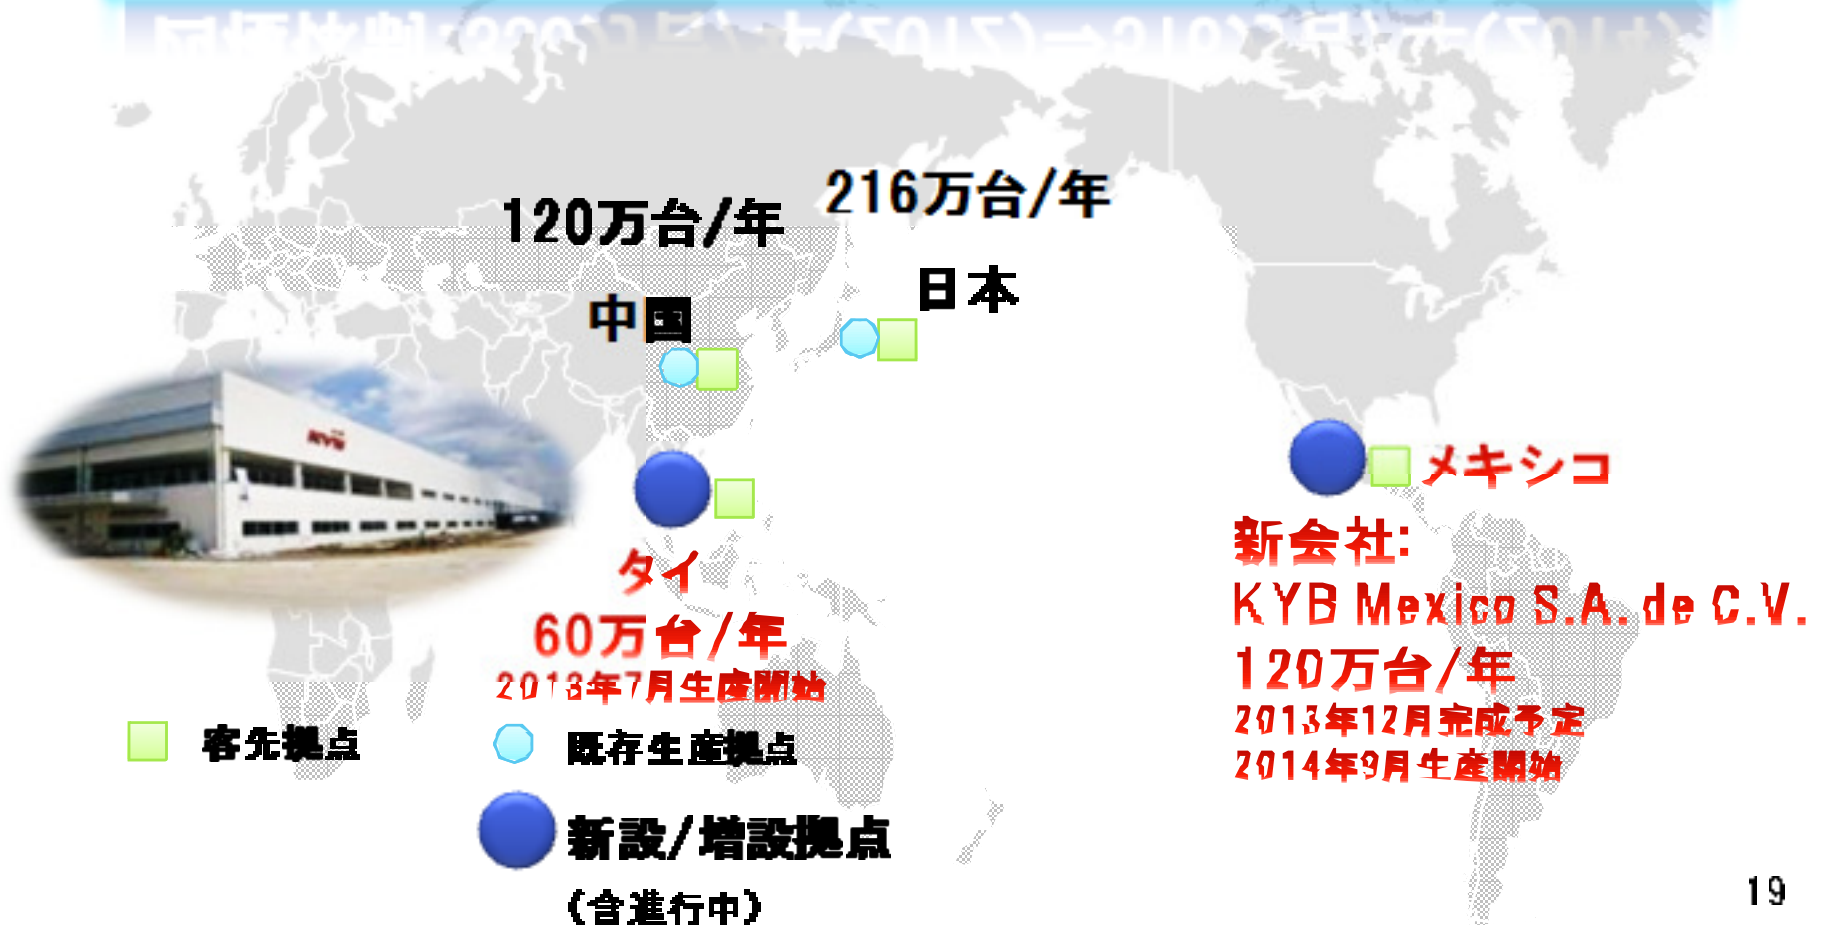 120万台/年
216万台/年
中国
日本
KYB
メキシコ
タイ
60万台/年
2013年7月生産開始
新会社:
KYB Mexico S.A. de C.V.
120万台/年
2013年12月完成予定
2014年9月生産開始
客先拠点
既存生産拠点
新設/増設拠点
(含進行中)
19